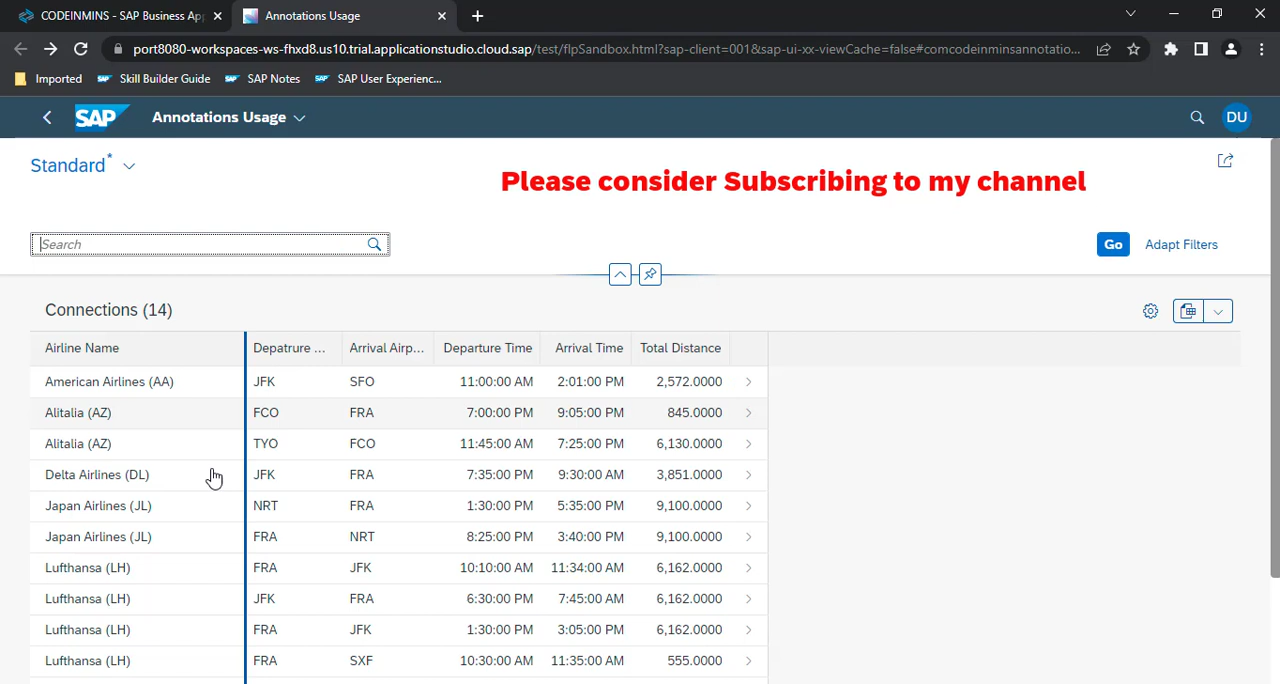 CODEINMINS - SAP Business Ap
Annotations Usage
port8080-workspaces-ws-fhxd8.us10.trial.applicationstudio.cloud.sap/test/flpSandbox.html?sap-client=001&sap-ui-xx-viewCache=false#comcodeinminsannotatio...
Imported
SAP Skill Builder Guide
SAP SAP Notes
SAP SAP User Experienc...
SAP Annotations Usage
DU
Standard*
Please consider Subscribing to my channel
Search
Go Adapt Filters
Connections (14)
Airline Name Depatrure ... Arrival Airp... Departure Time Arrival Time Total Distance
American Airlines (AA) JFK SFO 11:00:00 AM 2:01:00 PM 2,572.0000
Alitalia (AZ) FCO FRA 7:00:00 PM 9:05:00 PM 845.0000
Alitalia (AZ) TYO FCO 11:45:00 AM 7:25:00 PM 6,130.0000
Delta Airlines (DL) JFK FRA 7:35:00 PM 9:30:00 AM 3,851.0000
Japan Airlines (JL) NRT FRA 1:30:00 PM 5:35:00 PM 9,100.0000
Japan Airlines (JL) FRA NRT 8:25:00 PM 3:40:00 PM 9,100.0000
Lufthansa (LH) FRA JFK 10:10:00 AM 11:34:00 AM 6,162.0000
Lufthansa (LH) JFK FRA 6:30:00 PM 7:45:00 AM 6,162.0000
Lufthansa (LH) FRA JFK 1:30:00 PM 3:05:00 PM 6,162.0000
Lufthansa (LH) FRA SXF 10:30:00 AM 11:35:00 AM 555.0000